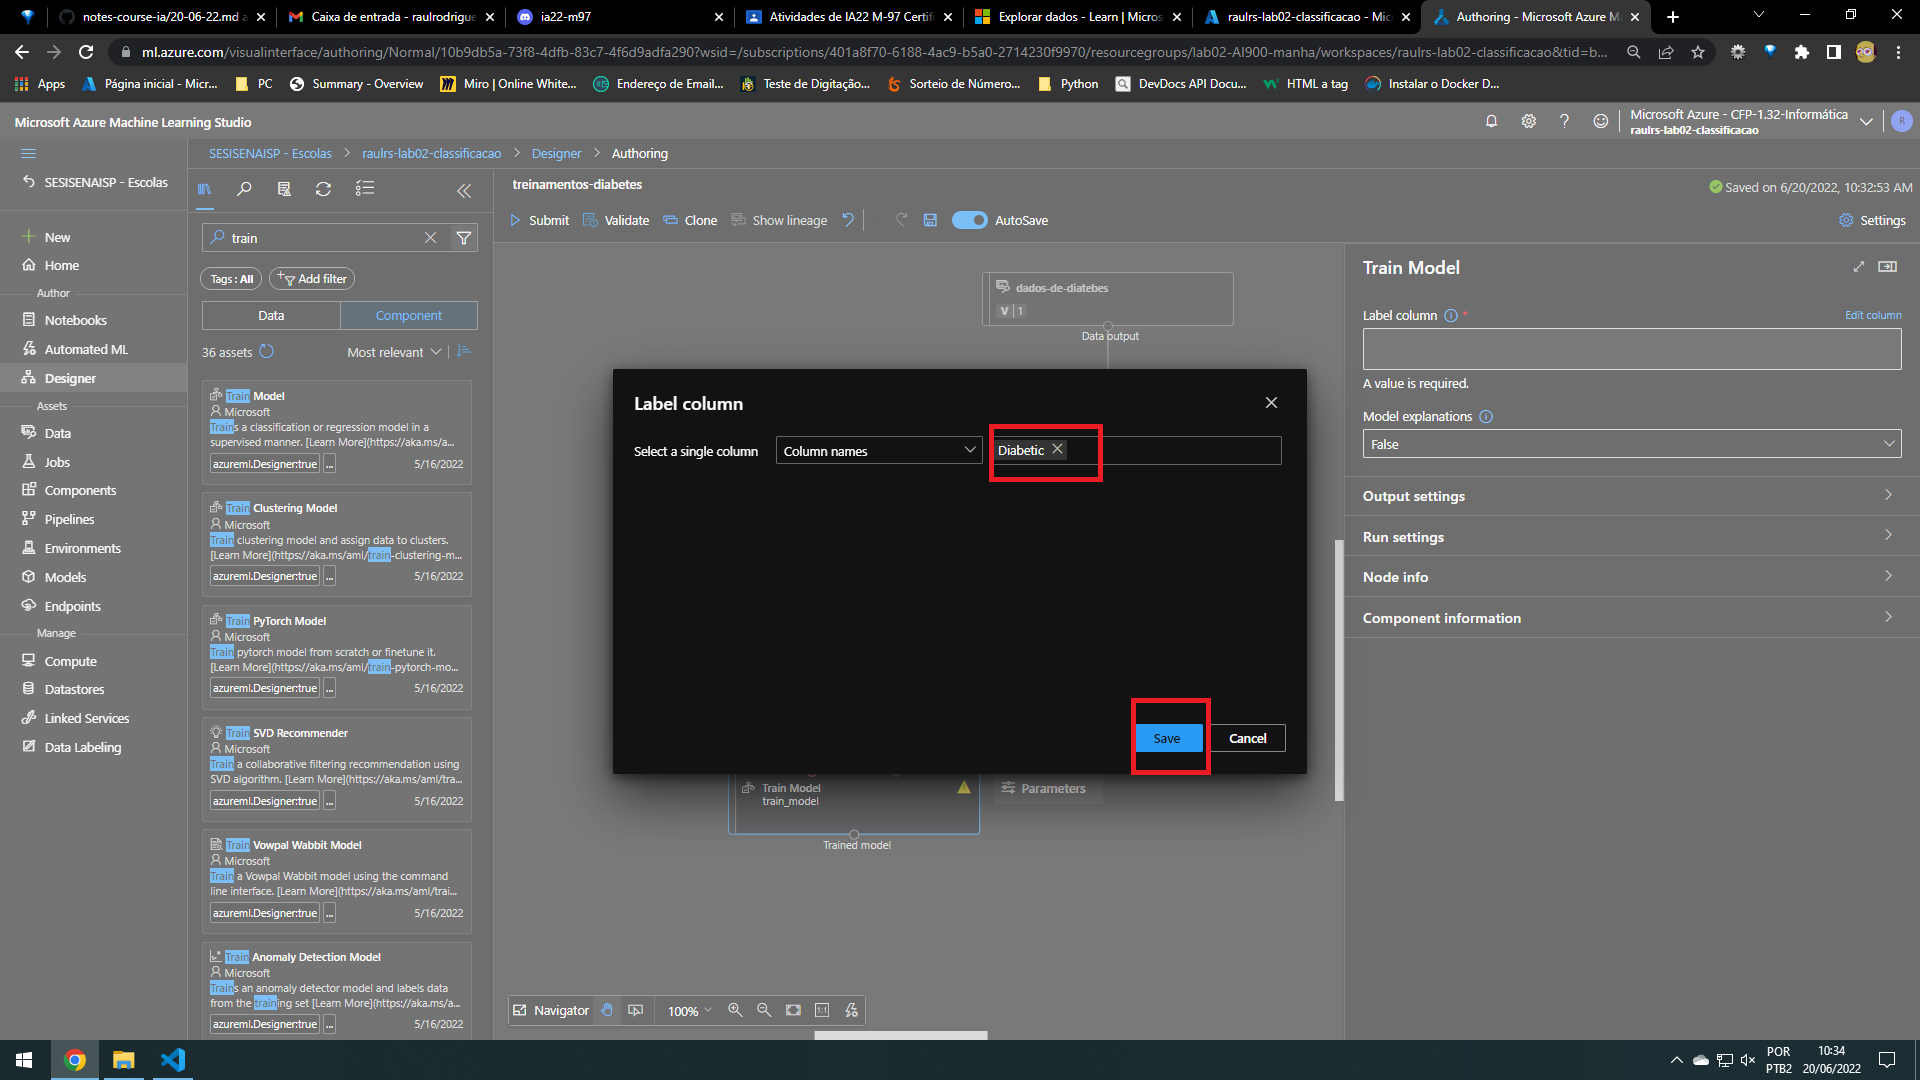 notes-course-ia/20-06-22.md a
Caixa de entrada - raulrodrigue
ia22-m97
Atividades de IA22 M-97 Certifi
Explorar dados - Learn | Micros
raulrs-lab02-classificacao - Mic
Authoring - Microsoft Azure Ma
ml.azure.com/visualinterface/authoring/Normal/10b9db5a-73f8-4dfb-83c7-4f6d9adfa290?wsid=/subscriptions/401a8f70-6188-4ac9-b5a0-2714230f9970/resourcegroups/lab02-AI900-manha/workspaces/raulrs-lab02-classificacao&tid=b...
Apps
Página inicial - Micr...
PC
Summary - Overview
Miro | Online White...
Endereço de Email...
Teste de Digitação...
Sorteio de Número...
Python
DevDocs API Docu...
HTML a tag
Instalar o Docker D...
Microsoft Azure Machine Learning Studio
Microsoft Azure - CFP-1.32-Informática
raulrs-lab02-classificacao
R
SESISENAISP - Escolas
New
Home
Author
Notebooks
Automated ML
Designer
Assets
Data
Jobs
Components
Pipelines
Environments
Models
Endpoints
Manage
Compute
Datastores
Linked Services
Data Labeling
SESISENAISP - Escolas > raulrs-lab02-classificacao > Designer > Authoring
train
Tags : All
Add filter
Data
Component
36 assets
Most relevant
Train Model
Microsoft
Trains a classification or regression model in a
supervised manner. [Learn More](https://aka.ms/a...
azureml.Designer:true ... 5/16/2022
Train Clustering Model
Microsoft
Train clustering model and assign data to clusters.
[Learn More](https://aka.ms/aml/train-clustering-m...
azureml.Designer:true ... 5/16/2022
Train PyTorch Model
Microsoft
Train pytorch model from scratch or finetune it.
[Learn More](https://aka.ms/aml/train-pytorch-mo...
azureml.Designer:true ... 5/16/2022
Train SVD Recommender
Microsoft
Train a collaborative filtering recommendation using
SVD algorithm. [Learn More](https://aka.ms/aml/tra...
azureml.Designer:true ... 5/16/2022
Train Vowpal Wabbit Model
Microsoft
Train a Vowpal Wabbit model using the command
line interface. [Learn More](https://aka.ms/aml/trai...
azureml.Designer:true ... 5/16/2022
Train Anomaly Detection Model
Microsoft
Trains an anomaly detector model and labels data
from the training set [Learn More](https://aka.ms/a...
azureml.Designer:true ... 5/16/2022
treinamentos-diabetes
Saved on 6/20/2022, 10:32:53 AM
Submit
Validate
Clone
Show lineage
AutoSave
Settings
dados-de-diatebes
V | 1
Data output
Label column
Select a single column
Column names
Diabetic
Save
Cancel
Train Model
train_model
Parameters
Trained model
Navigator
100%
1:1
Train Model
Label column *
Edit column
A value is required.
Model explanations
False
Output settings
Run settings
Node info
Component information
POR
PTB2
10:34
20/06/2022